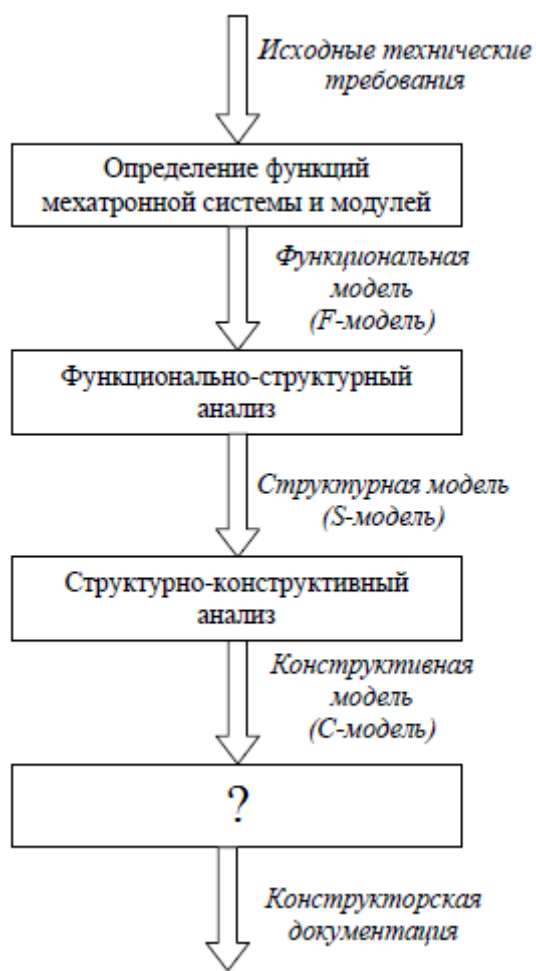 Исходные технические
требования
Определение функций
мехатронной системы и модулей
Функциональная
модель
(F-модель)
Функционально-структурный
анализ
Структурная модель
(S-модель)
Структурно-конструктивный
анализ
Конструктивная
модель
(С-модель)
?
Конструкторская
документация